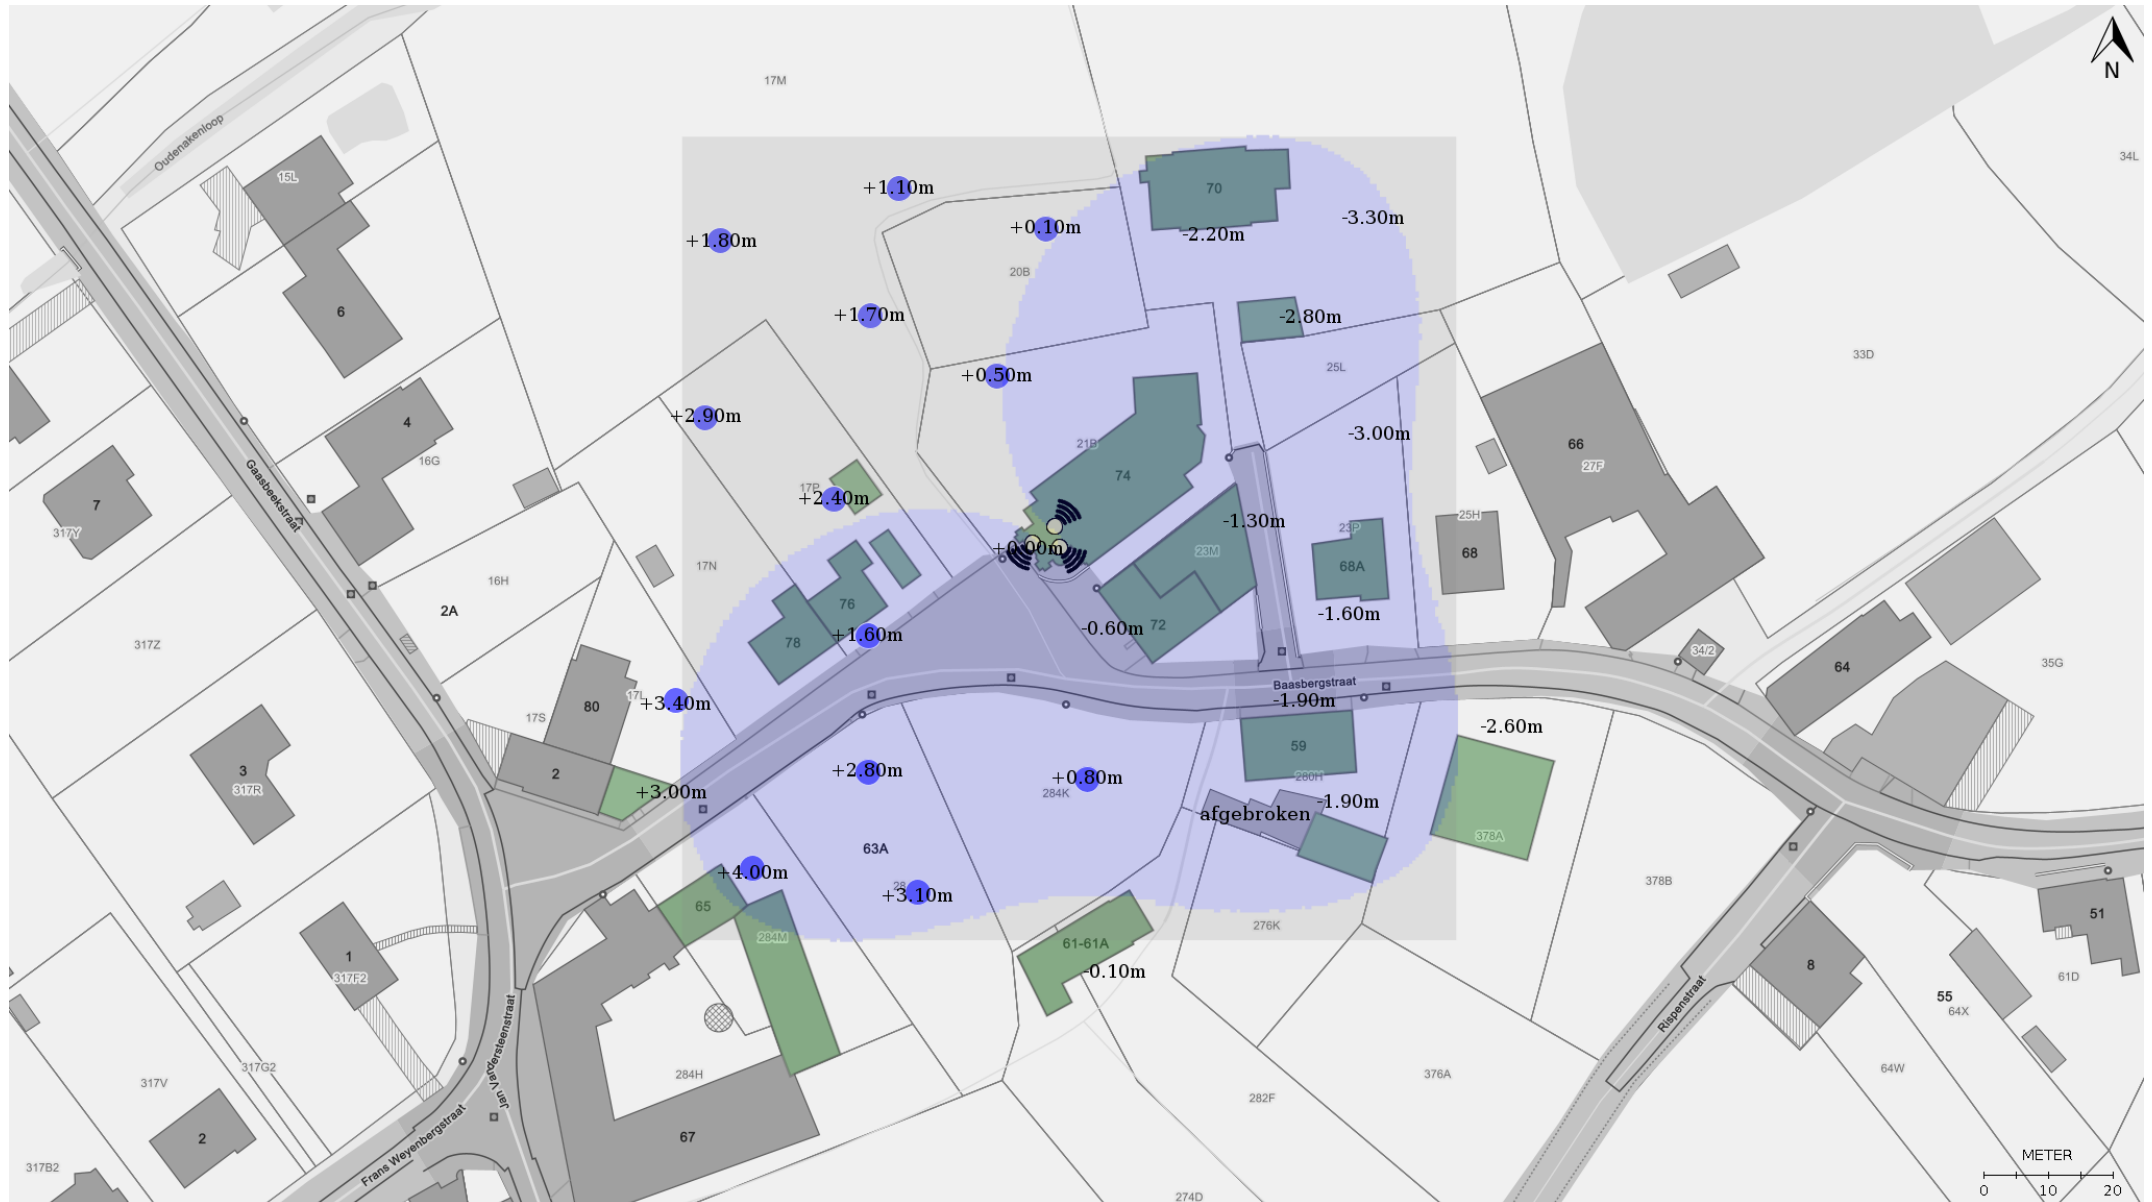 17M
N
34L
Oudenakenloop
15L
+1.10m
70
-3.30m
+0.10m
-2.20m
+1.80m
20B
6
+1.70m
-2.80m
33D
25L
+0.50m
4
+2.90m
-3.00m
21B
66
16G
27F
Gaasbeekstraat
74
17P
+2.40m
7
25H
-1.30m
23P
317Y
+0.00m
23M
68
17N
68A
16H
2A
76
-1.60m
72
-0.60m
+1.60m
78
317Z
34/2
35G
64
Baasbergstraat
17L
+3.40m
-1.90m
80
17S
-2.60m
59
3
2
+2.80m
+0.80m
280H
317R
+3.00m
284K
-1.90m
afgebroken
378A
63A
+4.00m
378B
+3.10m
65
51
276K
284M
61-61A
1
8
-0.10m
317F2
61D
55
64X
Rispenstraat
Jan Vandersteenstraat
317G2
64W
284H
376A
317V
282F
67
2
Frans Weyenbergstraat
METER
317B2
0 10 20
274D